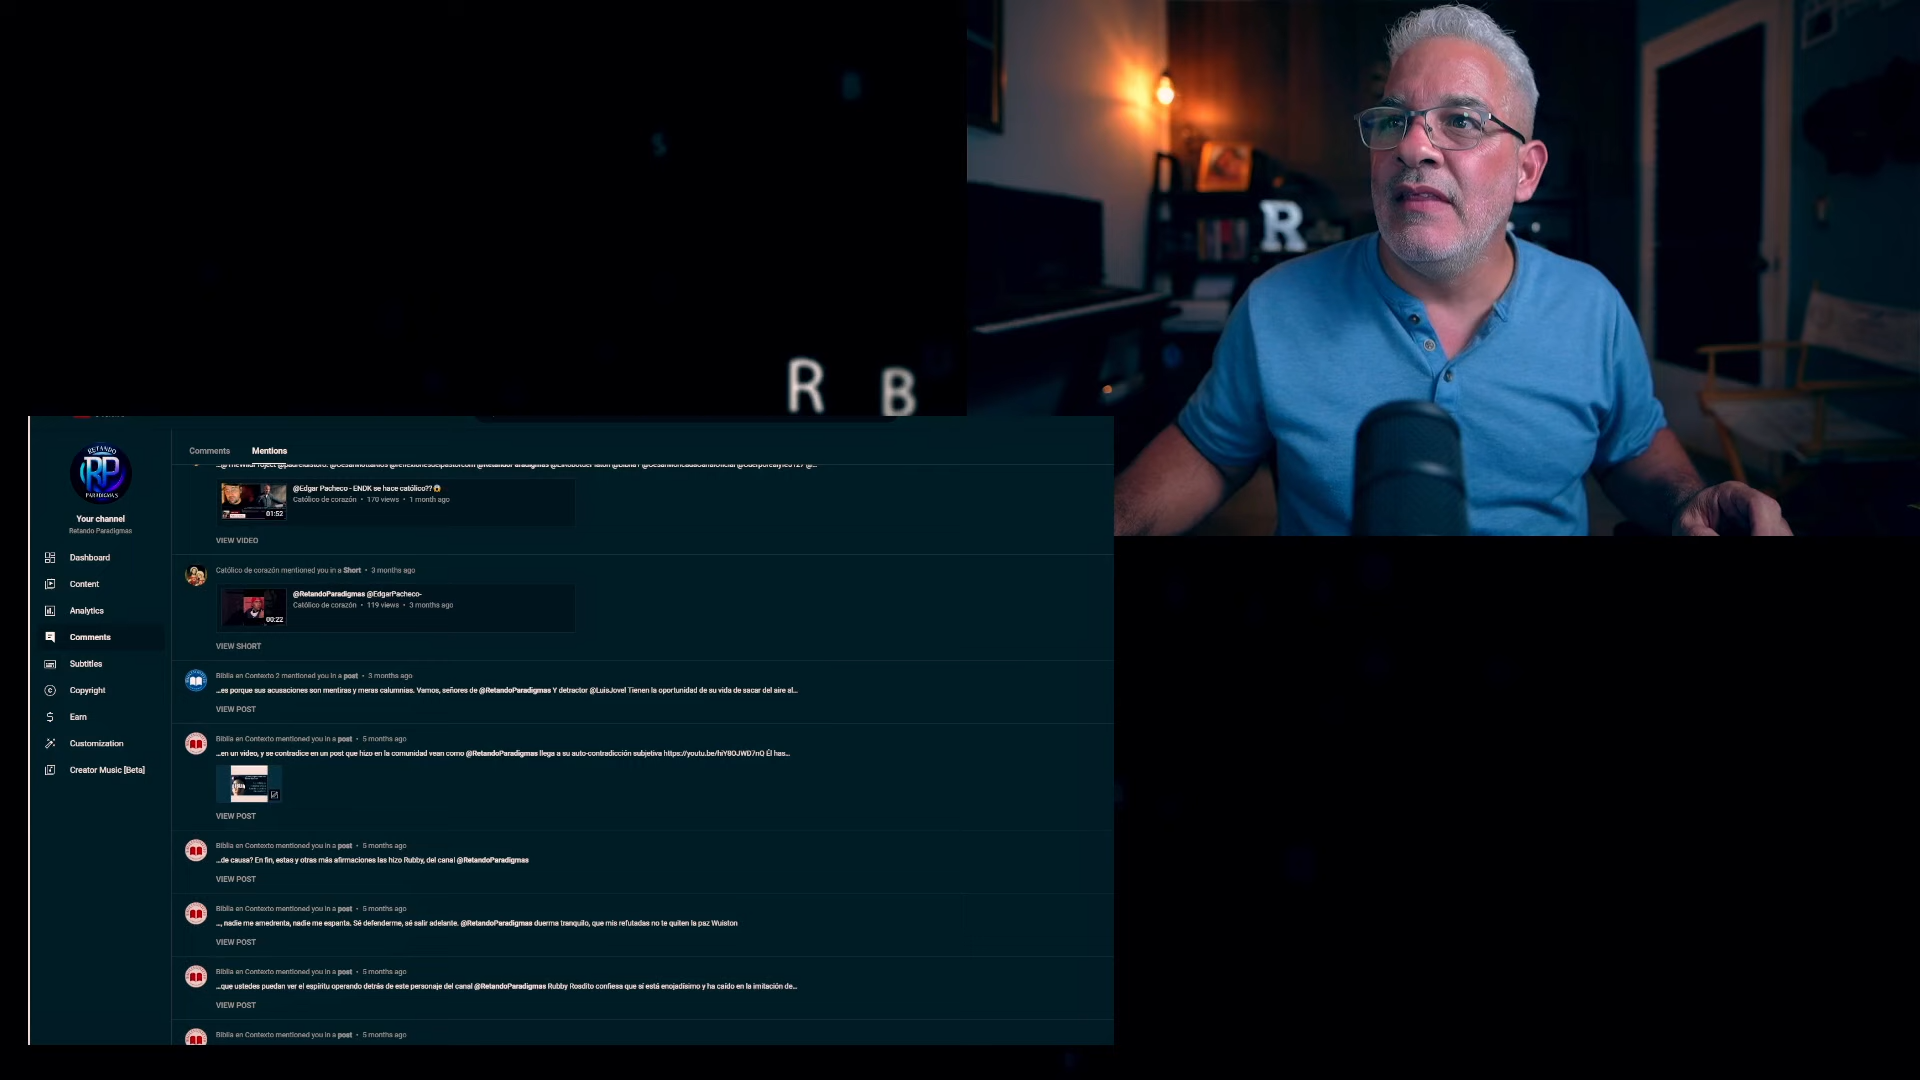 S
B
R B
R
RETANDO
RP
PARADIGMAS
Your channel
Retando Paradigmas
Dashboard
Content
Analytics
Comments
Subtitles
Copyright
Earn
Customization
Creator Music [Beta]
Comments Mentions
@Edgar Pacheco - ENDK se hace católico??😱
Católico de corazón • 170 views • 1 month ago
01:52
VIEW VIDEO
Católico de corazón mentioned you in a Short • 3 months ago
@RetandoParadigmas @EdgarPacheco-
Católico de corazón • 119 views • 3 months ago
00:22
VIEW SHORT
Biblia en Contexto 2 mentioned you in a post • 3 months ago
...es porque sus acusaciones son mentiras y meras calumnias. Vamos, señores de @RetandoParadigmas Y detractor @LuisJovel Tienen la oportunidad de su vida de sacar del aire al...
VIEW POST
Biblia en Contexto mentioned you in a post • 5 months ago
...en un video, y se contradice en un post que hizo en la comunidad vean como @RetandoParadigmas llega a su auto-contradicción subjetiva https://youtu.be/hiY8OJWD7nQ Él has...
VIEW POST
Biblia en Contexto mentioned you in a post • 5 months ago
...de causa? En fin, estas y otras más afirmaciones las hizo Rubby, del canal @RetandoParadigmas
VIEW POST
Biblia en Contexto mentioned you in a post • 5 months ago
..., nadie me amedrenta, nadie me espanta. Sé defenderme, sé salir adelante. @RetandoParadigmas duerma tranquilo, que mis refutadas no te quiten la paz Wuiston
VIEW POST
Biblia en Contexto mentioned you in a post • 5 months ago
...que ustedes puedan ver el espíritu operando detrás de este personaje del canal @RetandoParadigmas Rubby Rosdito confiesa que sí está enojadísimo y ha caído en la imitación de...
VIEW POST
Biblia en Contexto mentioned you in a post • 5 months ago